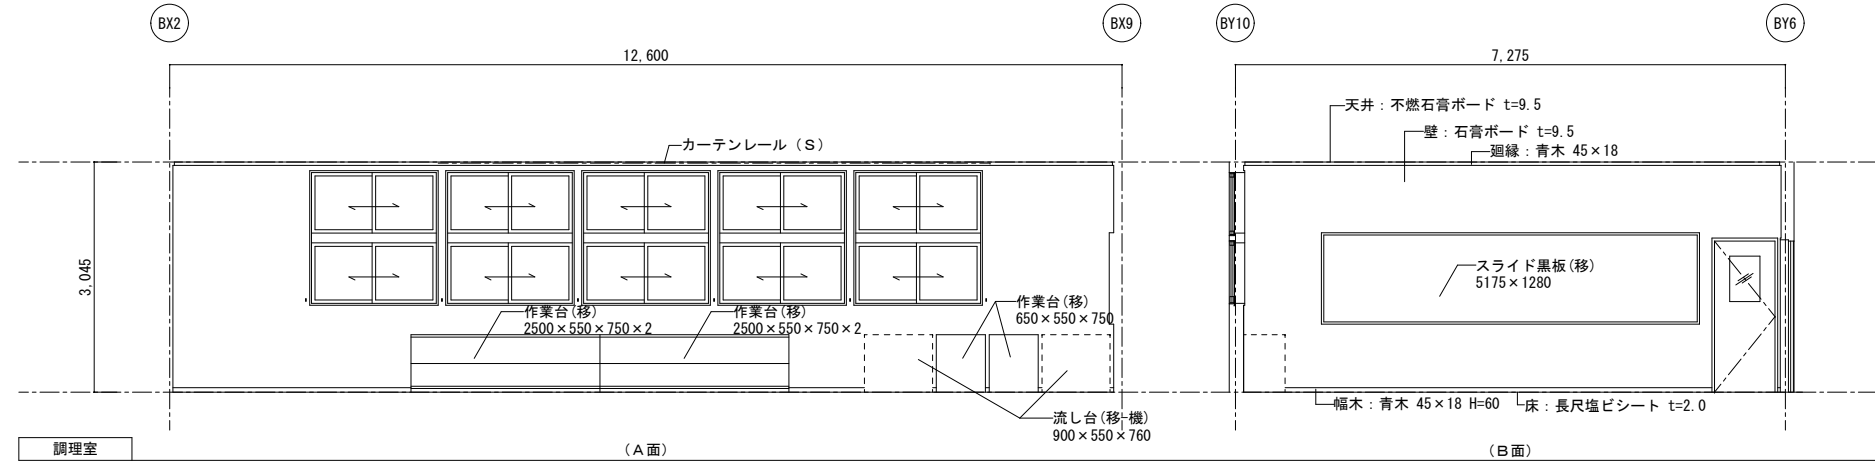 BX2
BX9
BY10
BY6
12,600
7,275
天井：不燃石膏ボード t=9.5
壁：石膏ボード t=9.5
カーテンレール（S）
廻縁：青木 45×18
3,045
スライド黒板(移)
5175×1280
作業台(移)
2500×550×750×2
作業台(移)
2500×550×750×2
作業台(移)
650×550×750
流し台(移-機)
900×550×760
幅木：青木 45×18 H=60
床：長尺塩ビシート t=2.0
調理室
（A面）
（B面）